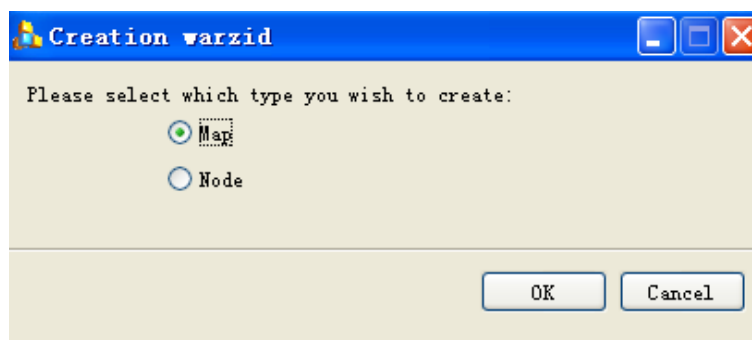 Creation warzid
Please select which type you wish to create:
Map
Node
OK
Cancel